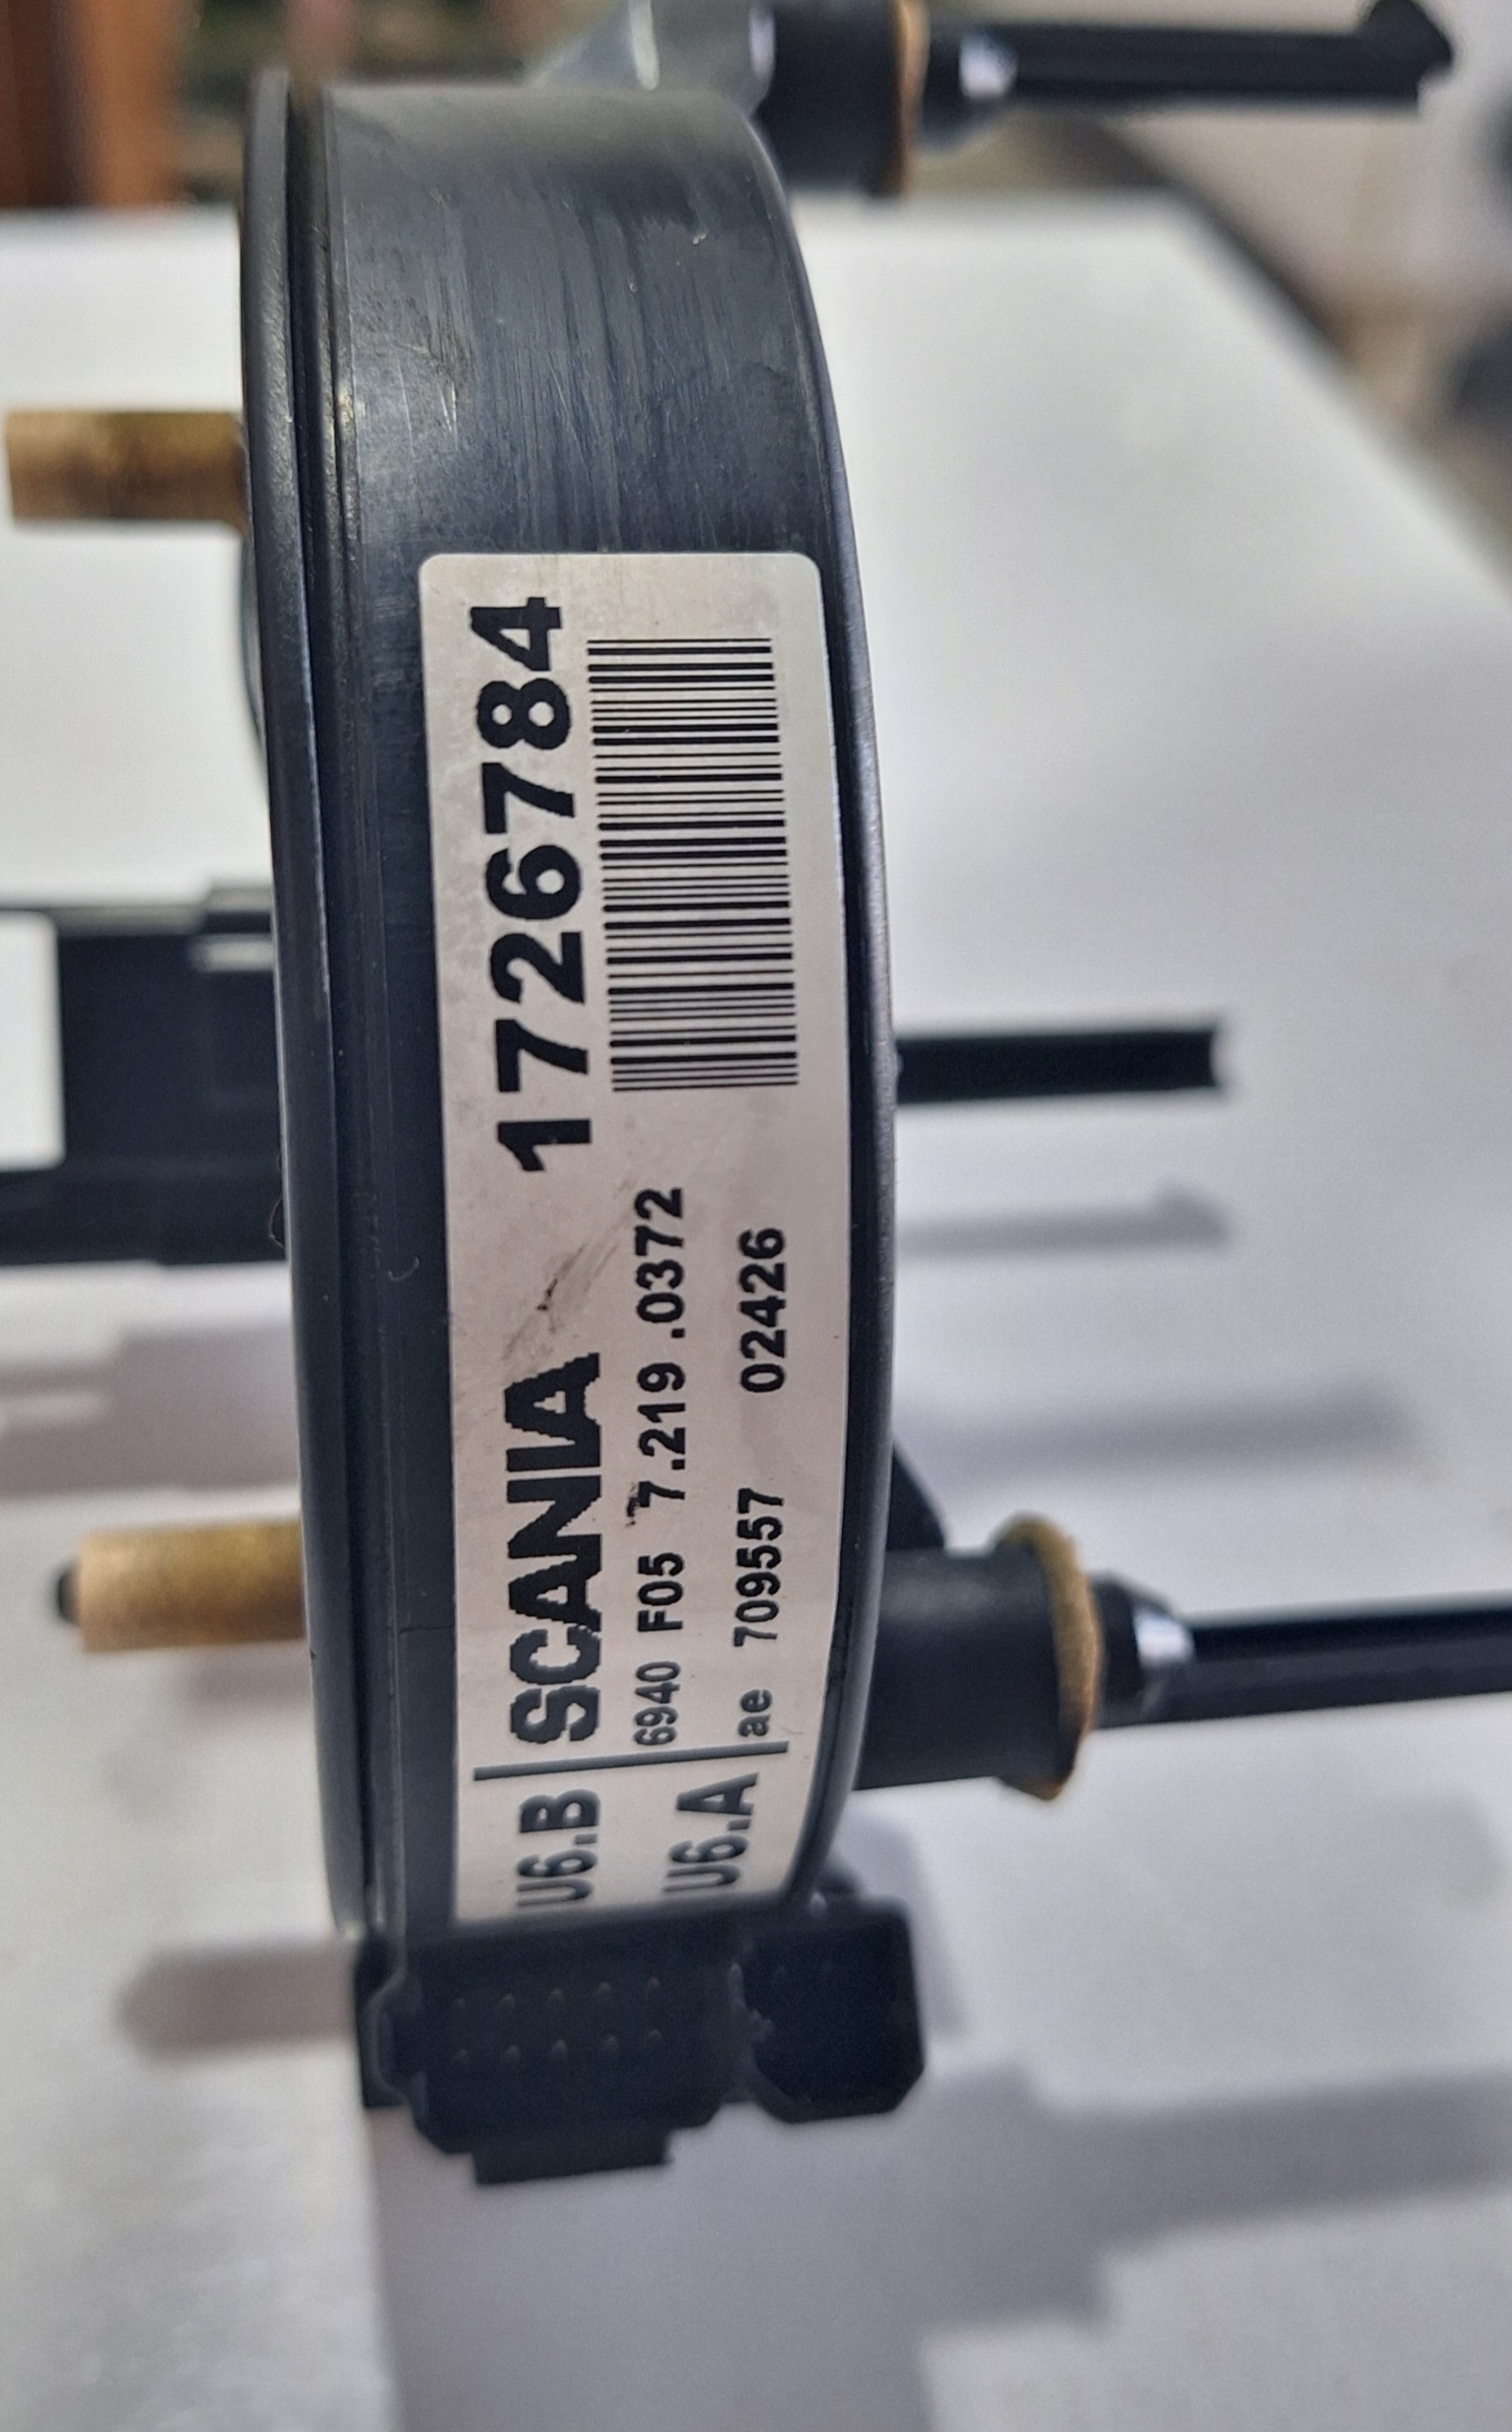 SCANIA 1726784
6940 F05 7.219 .0372
ae 709557 02426
U6.B
U6.A